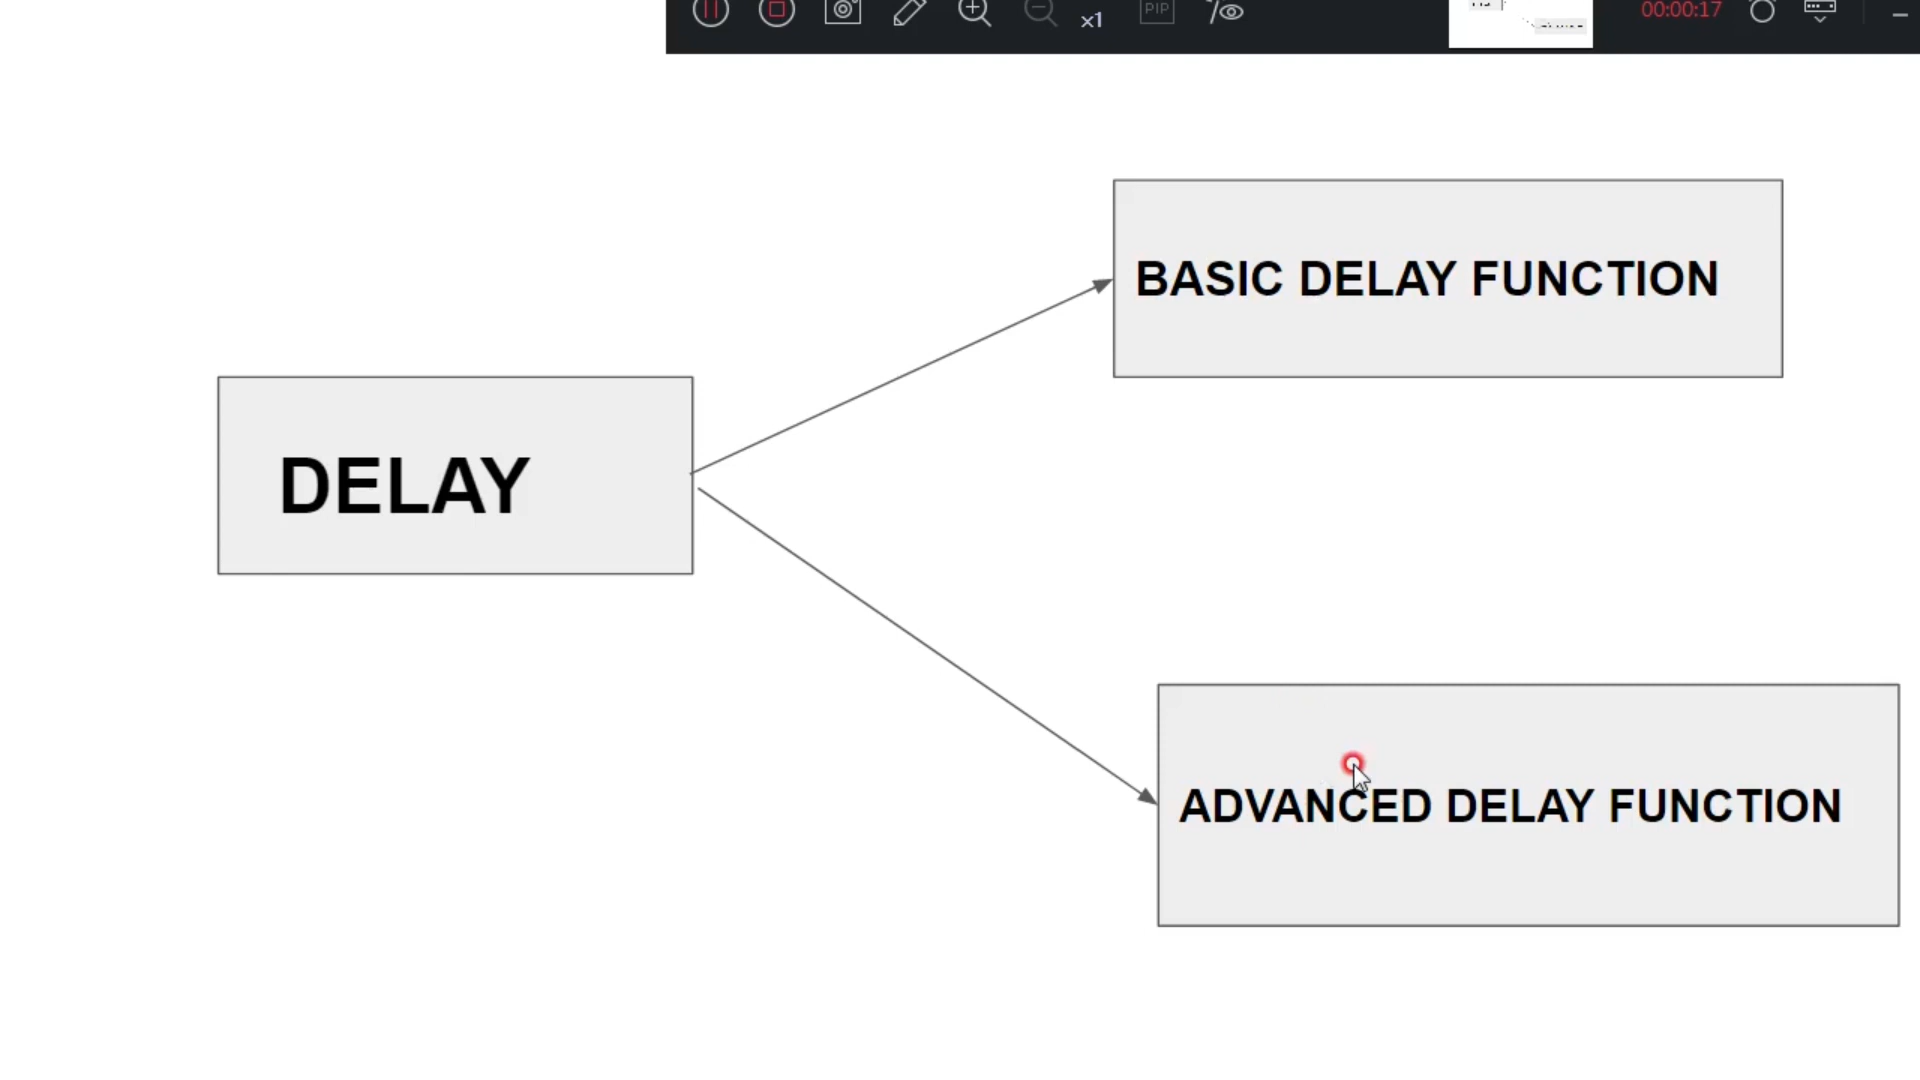 x1
PIP
00:00:17
BASIC DELAY FUNCTION
DELAY
ADVANCED DELAY FUNCTION